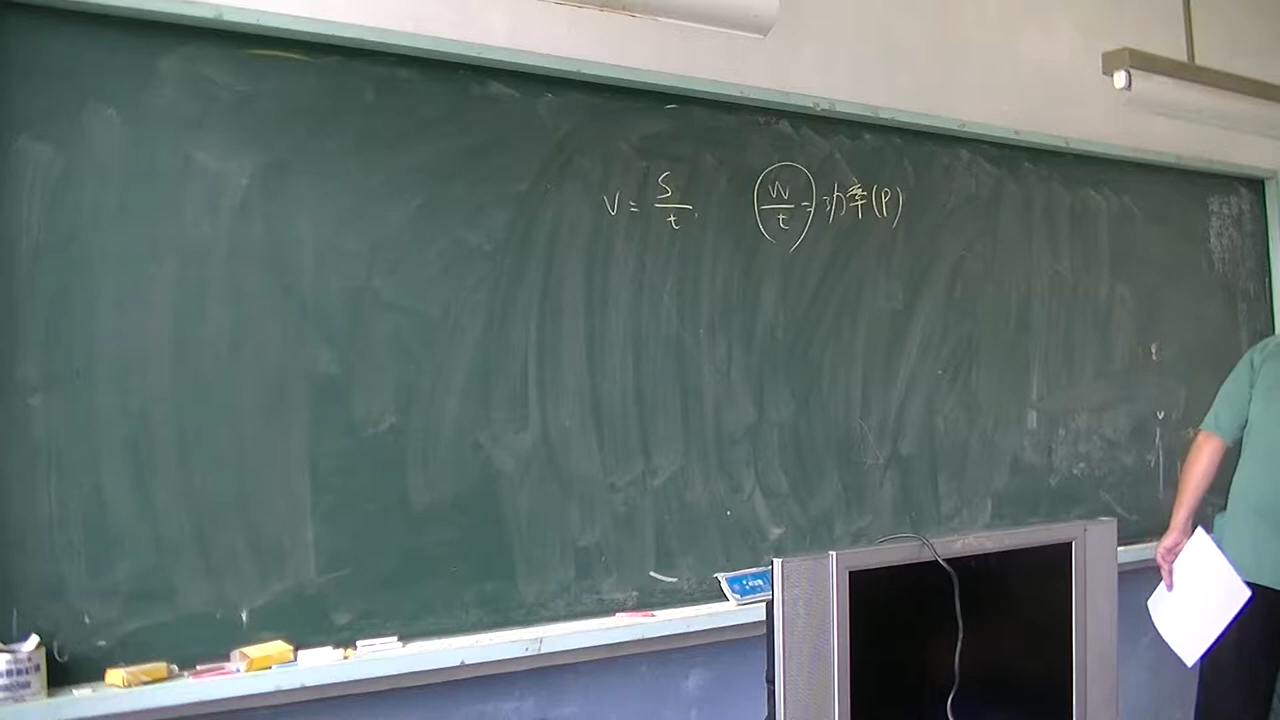 V = S/t   W/t = 功率(P)